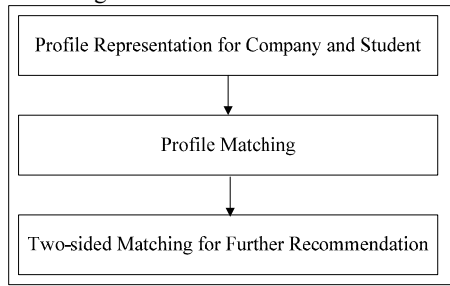 Profile Representation for Company and Student
Profile Matching
Two-sided Matching for Further Recommendation